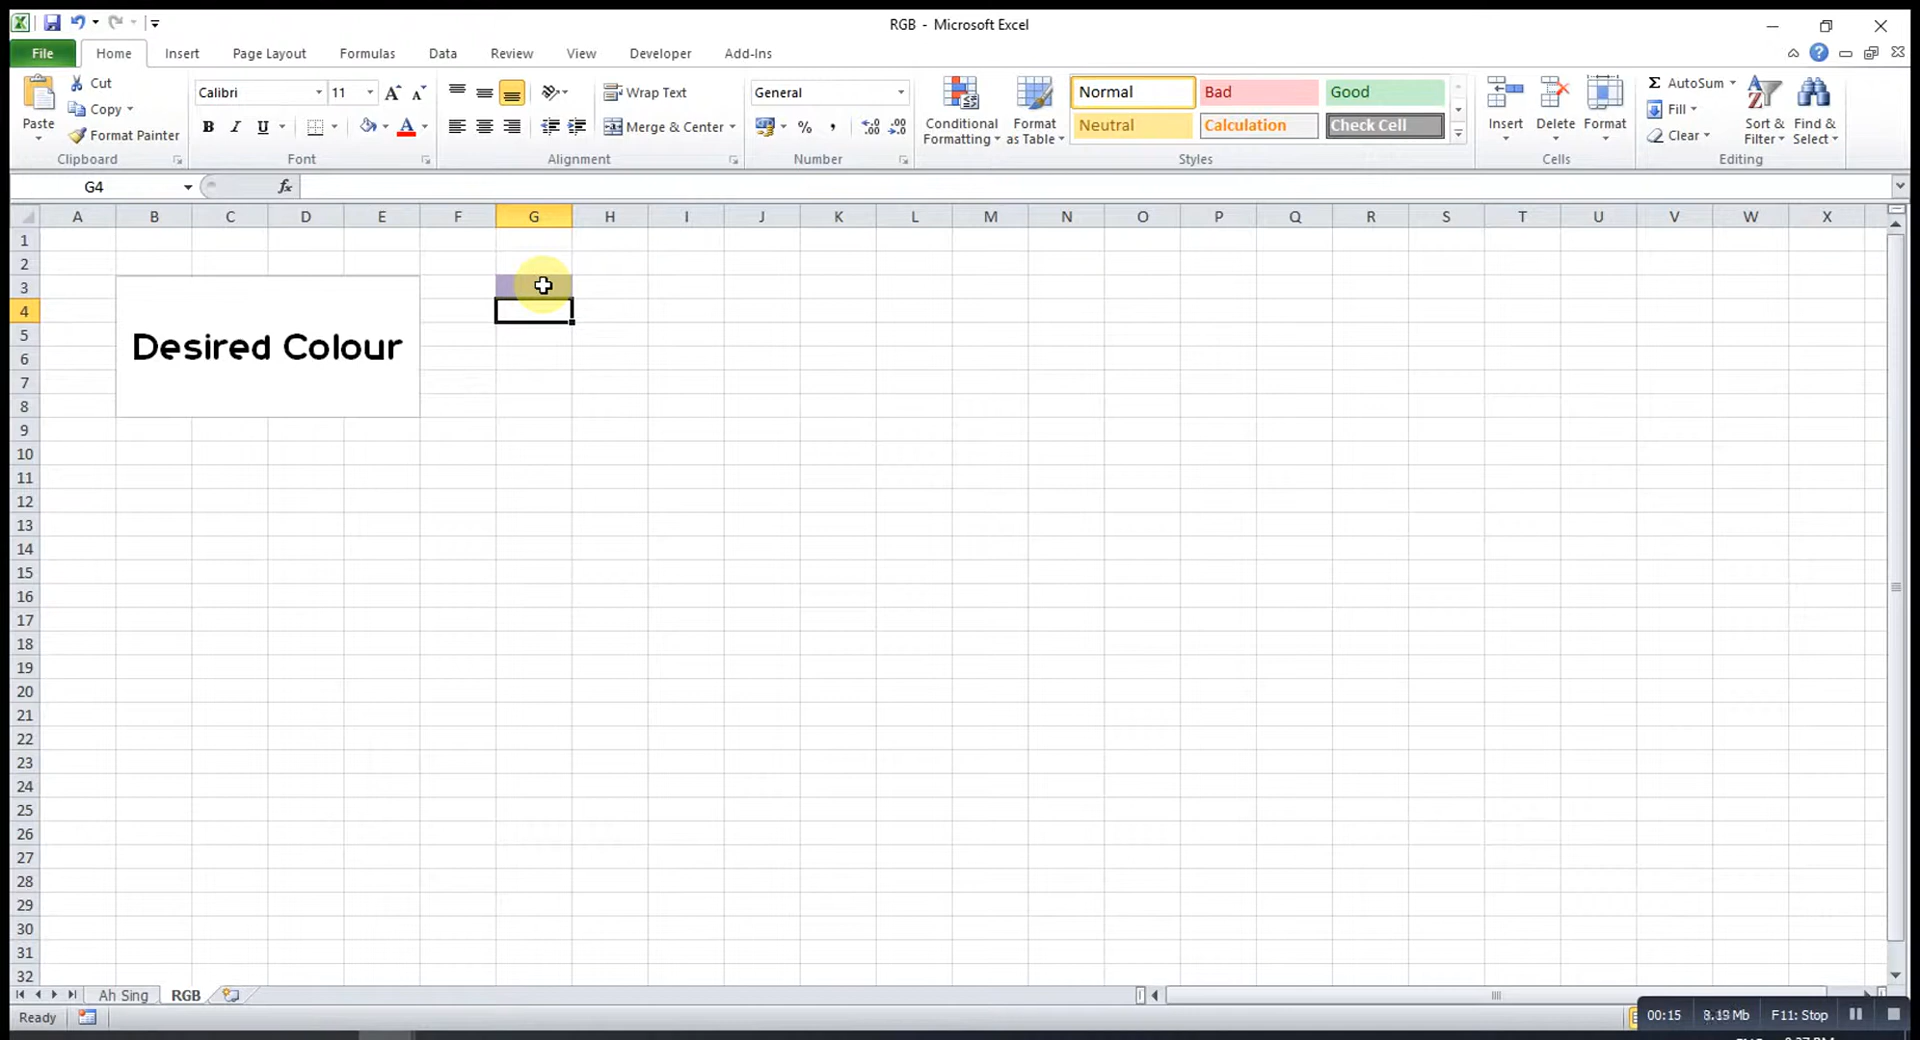 RGB - Microsoft Excel
File Home Insert Page Layout Formulas Data Review View Developer Add-Ins
Paste
Cut
Copy
Format Painter
Clipboard
Calibri 11
B I U
Font
Wrap Text
Merge & Center
Alignment
General
% ,
Number
Conditional Formatting
Format as Table
Normal Bad Good
Neutral Calculation Check Cell
Styles
Insert Delete Format
Cells
Σ AutoSum
Fill
Clear
Sort & Filter
Find & Select
Editing
G4 fx
A B C D E F G H I J K L M N O P Q R S T U V W X
1
2
3
4
5
6
7
8
9
10
11
12
13
14
15
16
17
18
19
20
21
22
23
24
25
26
27
28
29
30
31
32
Desired Colour
Ah Sing RGB
Ready
00:15 8.19 Mb F11: Stop